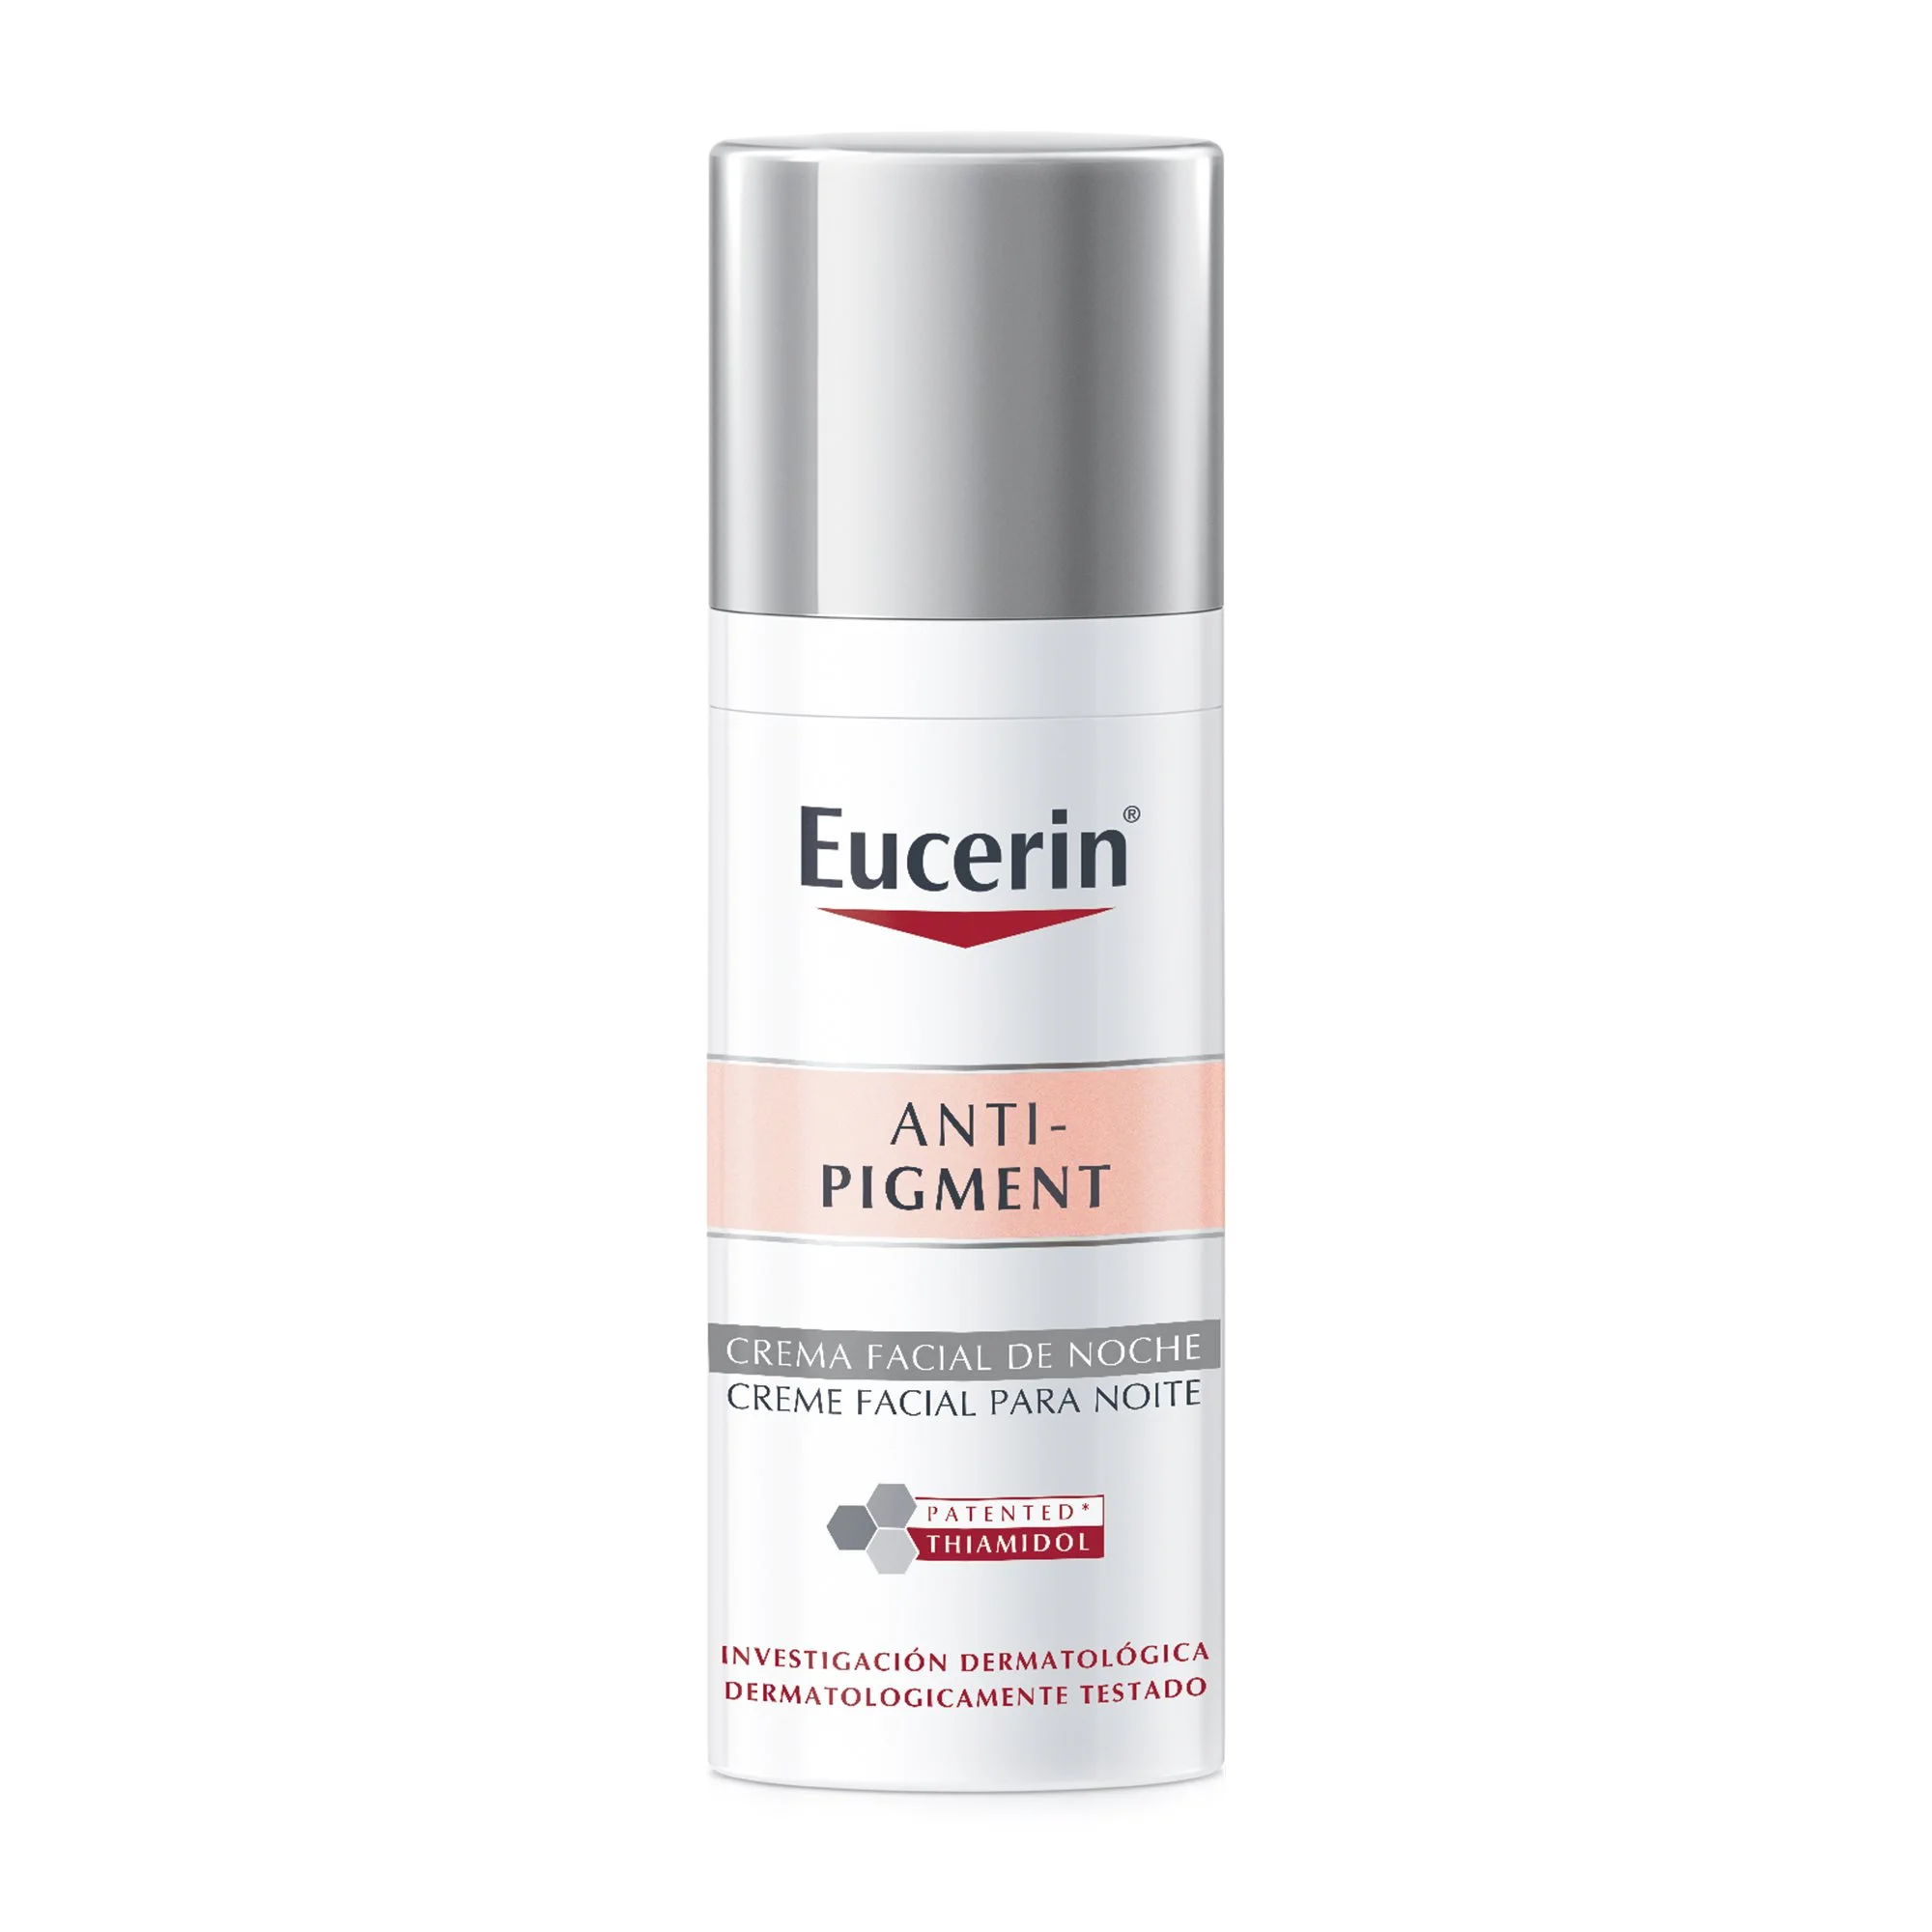 Eucerin®
ANTI-
PIGMENT
CREMA FACIAL DE NOCHE
CREME FACIAL PARA NOITE
PATENTED*
THIAMIDOL
INVESTIGACIÓN DERMATOLÓGICA
DERMATOLOGICAMENTE TESTADO